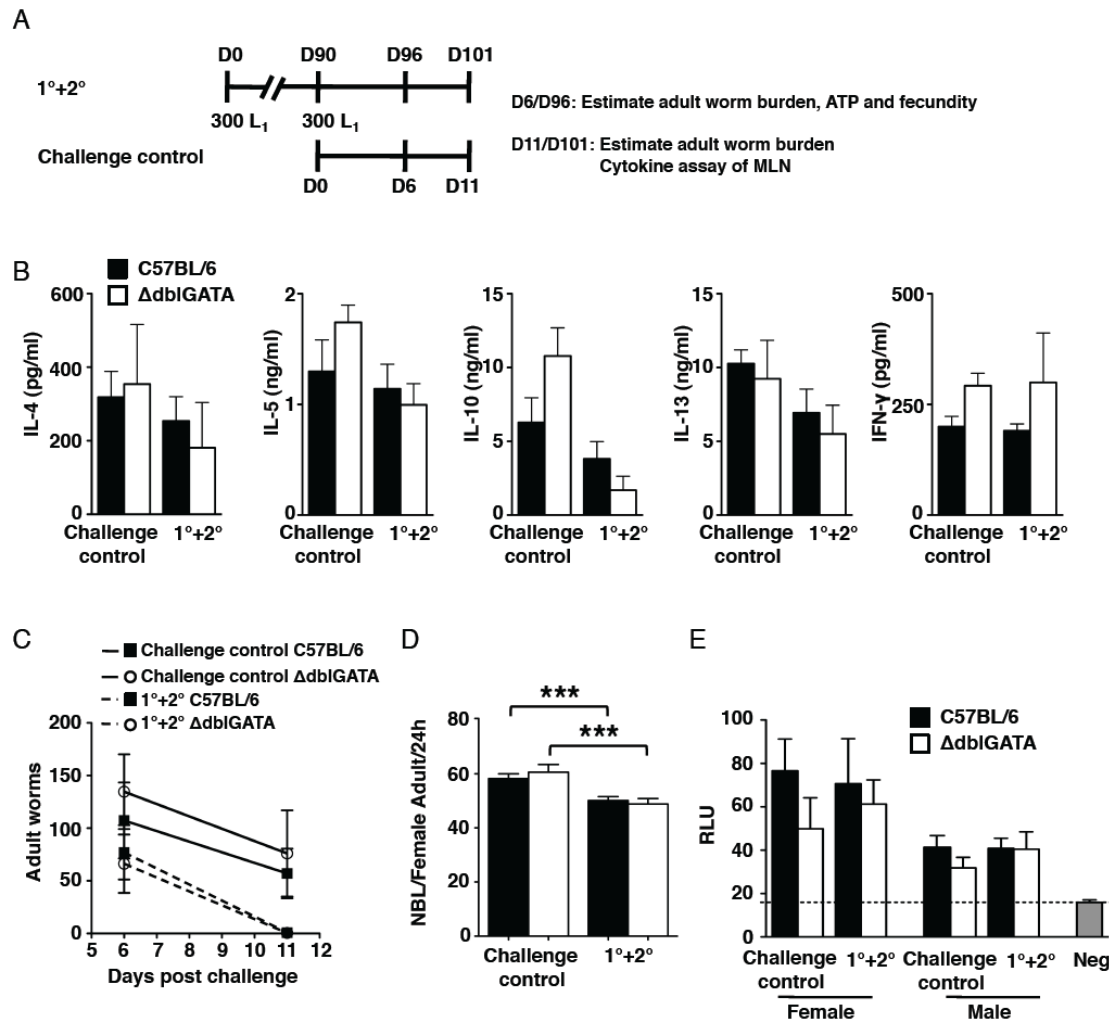 A
D0 D90 D96 D101
1°+2°
300 L1 300 L1
D6/D96: Estimate adult worm burden, ATP and fecundity
Challenge control
D11/D101: Estimate adult worm burden
Cytokine assay of MLN
D0 D6 D11
B
C57BL/6
ΔdblGATA
600
400
200
0
IL-4 (pg/ml)
Challenge control 1°+2°
2
1
0
IL-5 (ng/ml)
Challenge control 1°+2°
15
10
5
0
IL-10 (ng/ml)
Challenge control 1°+2°
15
10
5
0
IL-13 (ng/ml)
Challenge control 1°+2°
500
250
0
IFN-γ (pg/ml)
Challenge control 1°+2°
C
Challenge control C57BL/6
Challenge control ΔdblGATA
1°+2° C57BL/6
1°+2° ΔdblGATA
200
150
100
50
0
Adult worms
5 6 7 8 9 10 11 12
Days post challenge
D
***
***
80
60
40
20
0
NBL/Female Adult/24h
Challenge control 1°+2°
E
C57BL/6
ΔdblGATA
100
80
60
40
20
0
RLU
Challenge control 1°+2° Challenge control 1°+2° Neg
Female Male